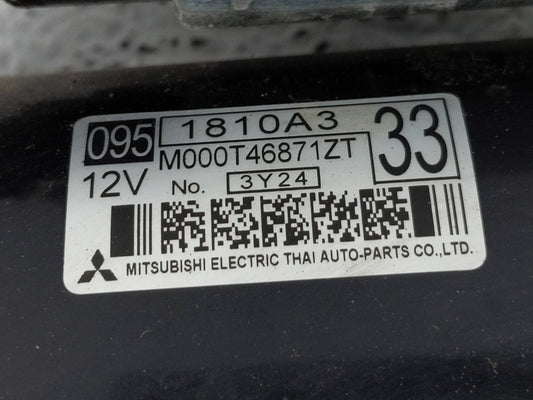 095 1810A3 33
M000T46871ZT
12V No. 3Y24
MITSUBISHI ELECTRIC THAI AUTO-PARTS CO.,LTD.